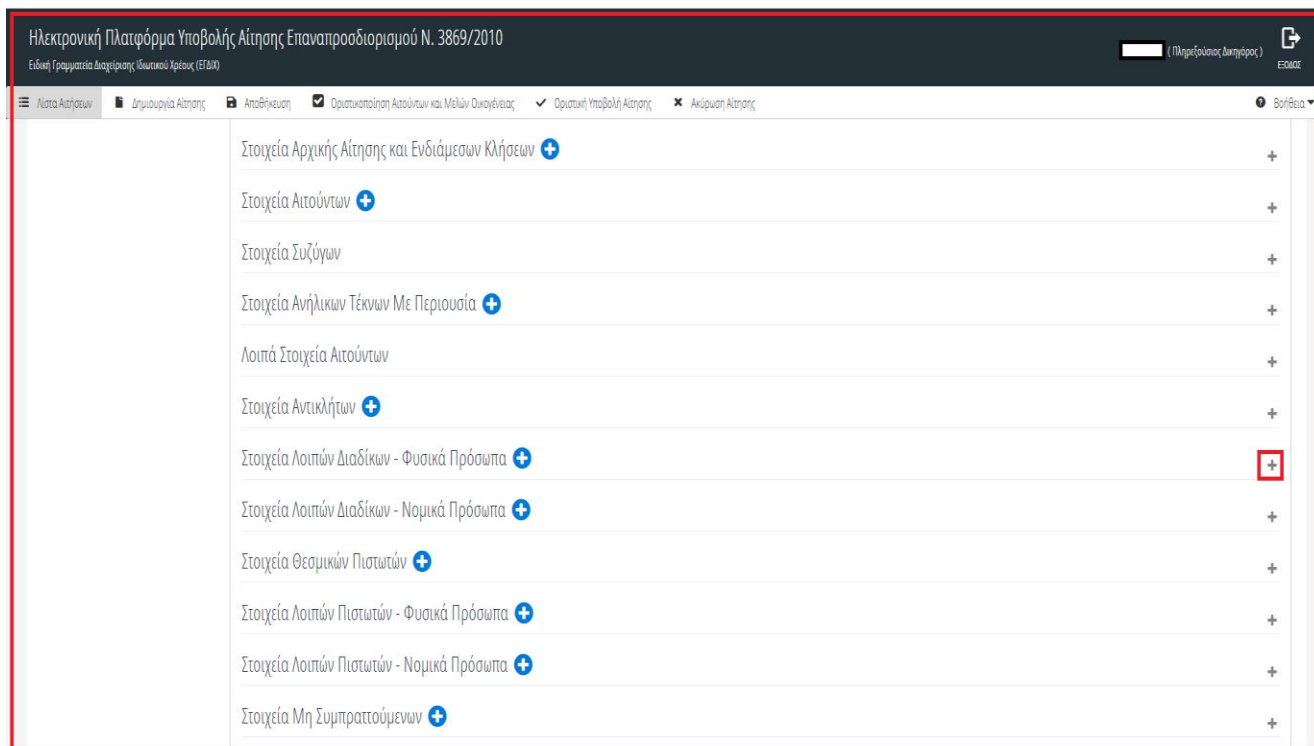 Ηλεκτρονική Πλατφόρμα Υποβολής Αίτησης Επαναπροσδιορισμού Ν. 3869/2010
Ειδική Γραμματεία Διαχείρισης Ιδιωτικού Χρέους (ΕΓΔΙΧ)
( Πληρεξούσιος Δικηγόρος )
ΕΞΟΔΟΣ
Λίστα Αιτήσεων Δημιουργία Αίτησης Αποθήκευση Οριστικοποίηση Αιτούντων και Μελών Οικογένειας Οριστική Υποβολή Αίτησης Ακύρωση Αίτησης Βοήθεια
Στοιχεία Αρχικής Αίτησης και Ενδιάμεσων Κλήσεων
Στοιχεία Αιτούντων
Στοιχεία Συζύγων
Στοιχεία Ανήλικων Τέκνων Με Περιουσία
Λοιπά Στοιχεία Αιτούντων
Στοιχεία Αντικλήτων
Στοιχεία Λοιπών Διαδίκων - Φυσικά Πρόσωπα
Στοιχεία Λοιπών Διαδίκων - Νομικά Πρόσωπα
Στοιχεία Θεσμικών Πιστωτών
Στοιχεία Λοιπών Πιστωτών - Φυσικά Πρόσωπα
Στοιχεία Λοιπών Πιστωτών - Νομικά Πρόσωπα
Στοιχεία Μη Συμπραττούμενων